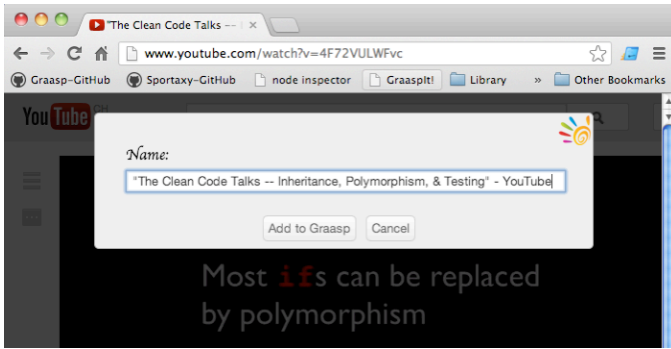 "The Clean Code Talks -- I
www.youtube.com/watch?v=4F72VULWFvc
Graasp-GitHub Sportaxy-GitHub node inspector GraaspIt! Library » Other Bookmarks
YouTube CH
Name:
"The Clean Code Talks -- Inheritance, Polymorphism, & Testing" - YouTube
Add to Graasp Cancel
Most ifs can be replaced
by polymorphism